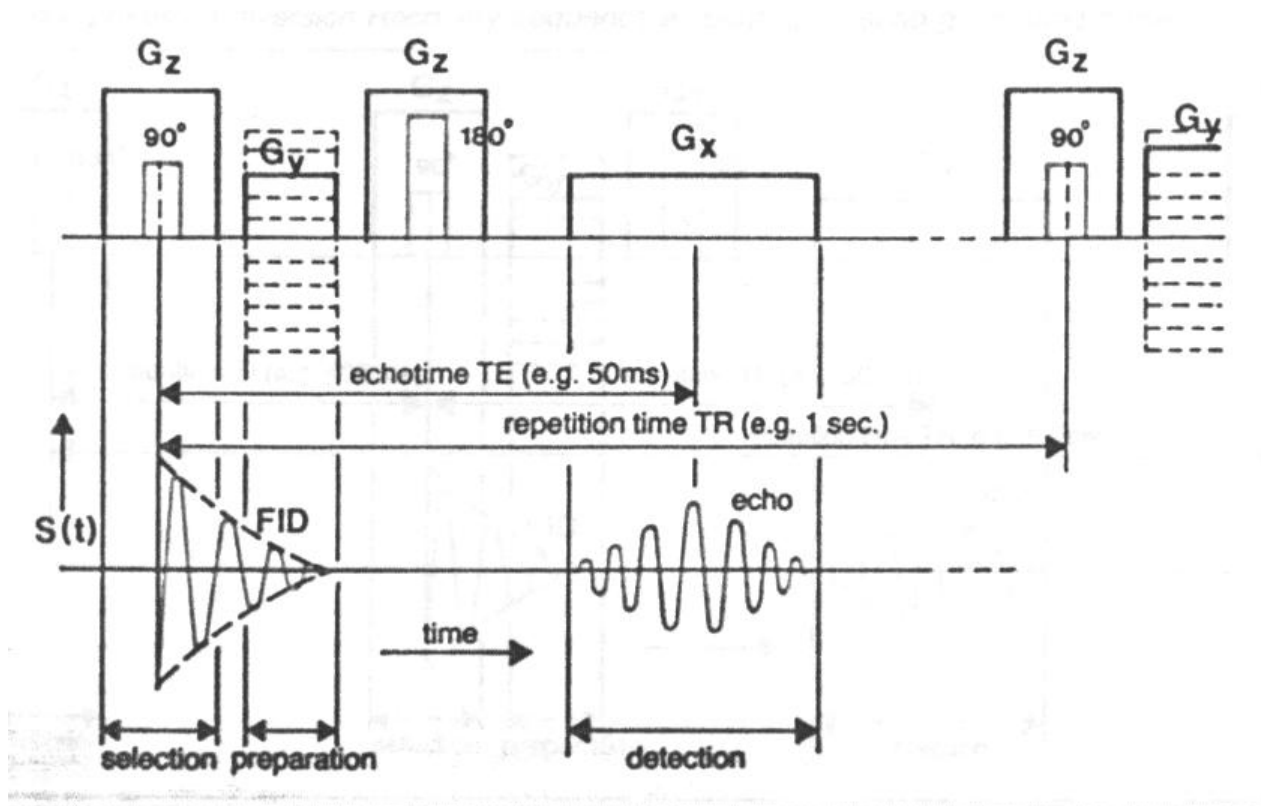 Gz Gz Gz
90° Gy 180° Gx 90° Gy
echotime TE (e.g. 50ms)
repetition time TR (e.g. 1 sec.)
S(t) FID echo
time
selection preparation detection